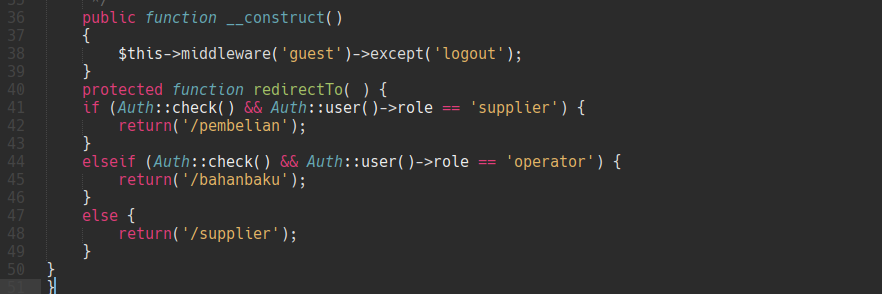 35 */
36 public function __construct()
37 {
38 $this->middleware('guest')->except('logout');
39 }
40 protected function redirectTo( ) {
41 if (Auth::check() && Auth::user()->role == 'supplier') {
42 return('/pembelian');
43 }
44 elseif (Auth::check() && Auth::user()->role == 'operator') {
45 return('/bahanbaku');
46 }
47 else {
48 return('/supplier');
49 }
50 }
51 }